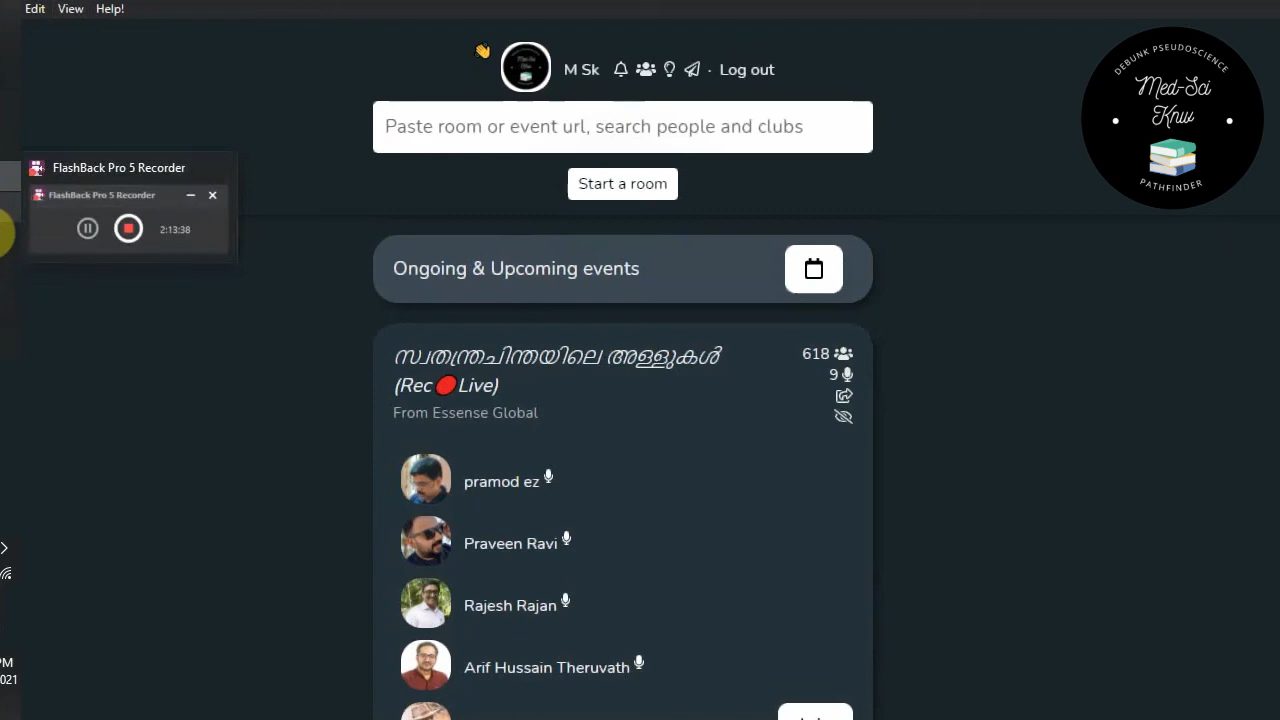 Edit View Help!
M Sk · Log out
DEBUNK PSEUDOSCIENCE
Med-Sci
Knw
PATHFINDER
Paste room or event url, search people and clubs
FlashBack Pro 5 Recorder
FlashBack Pro 5 Recorder
2:13:38
Start a room
Ongoing & Upcoming events
സ്വതന്ത്രചിന്തയിലെ അള്ളുകൾ
(Rec🔴Live)
618
9
From Essense Global
pramod ez
Praveen Ravi
Rajesh Rajan
Arif Hussain Theruvath
PM
021